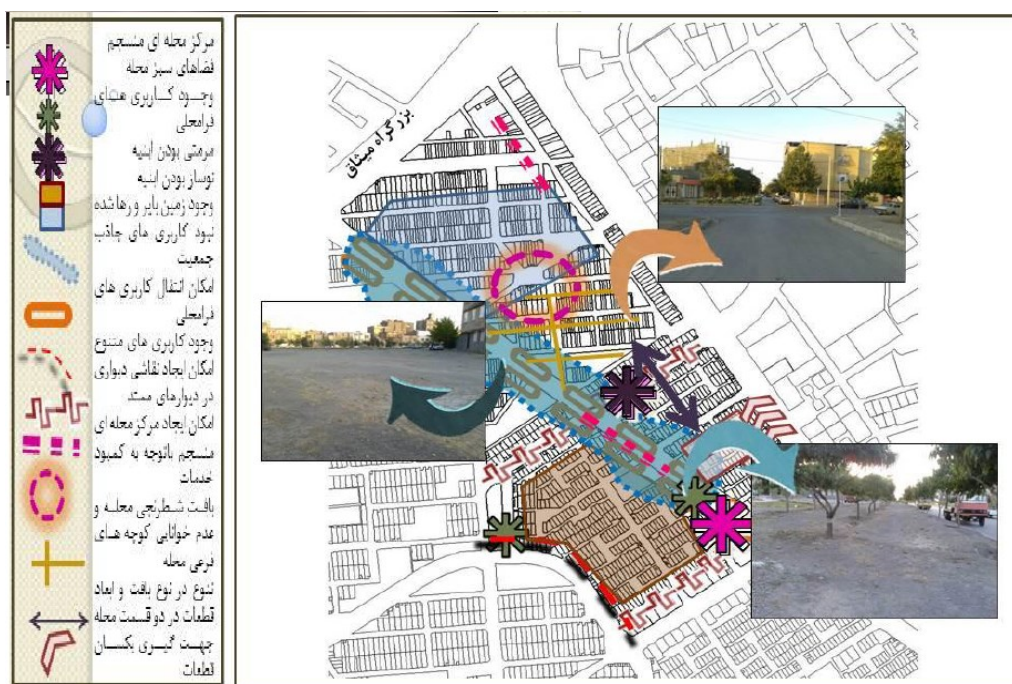 مرکز محله ای منسجم
فضاهای سبز محله
وجود کاربری های
فرامحلی
مرمتی بودن ابنیه
نوساز بودن ابنیه
وجود زمین بایر و رها شده
نبود کاربری های جاذب
جمعیت
امکان انتقال کاربری های
فرامحلی
وجود کاربری های متنوع
امکان ایجاد نقاشی دیواری
در دیوارهای ممتد
امکان ایجاد مرکز محله ای
منسجم باتوجه به کمبود
خدمات
بافت شطرنجی محله و
عدم خوانایی کوچه های
فرعی محله
تنوع در نوع بافت و ابعاد
قطعات در دو قسمت محله
جهت گیری یکسان
قطعات
بزرگراه میثاق